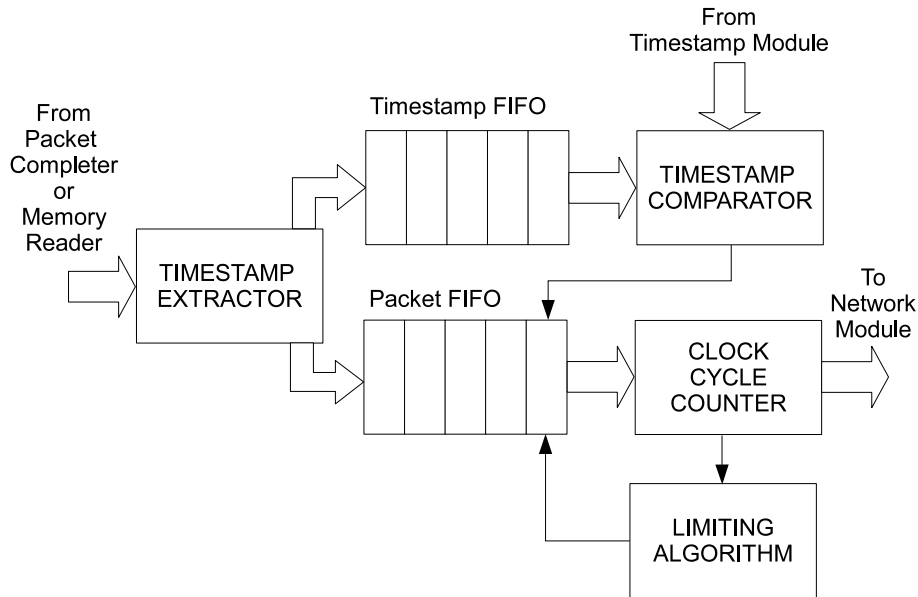 From
Timestamp Module
From
Packet
Completer
or
Memory
Reader
Timestamp FIFO
TIMESTAMP
COMPARATOR
TIMESTAMP
EXTRACTOR
Packet FIFO
CLOCK
CYCLE
COUNTER
To
Network
Module
LIMITING
ALGORITHM